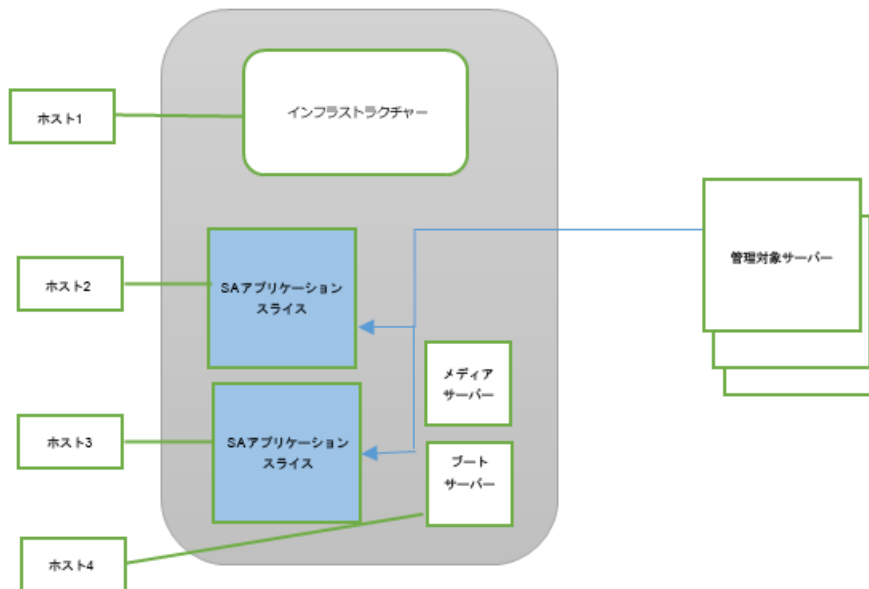 ホスト1
インフラストラクチャー
ホスト2
SAアプリケーション
スライス
管理対象サーバー
メディア
サーバー
ホスト3
SAアプリケーション
スライス
ブート
サーバー
ホスト4